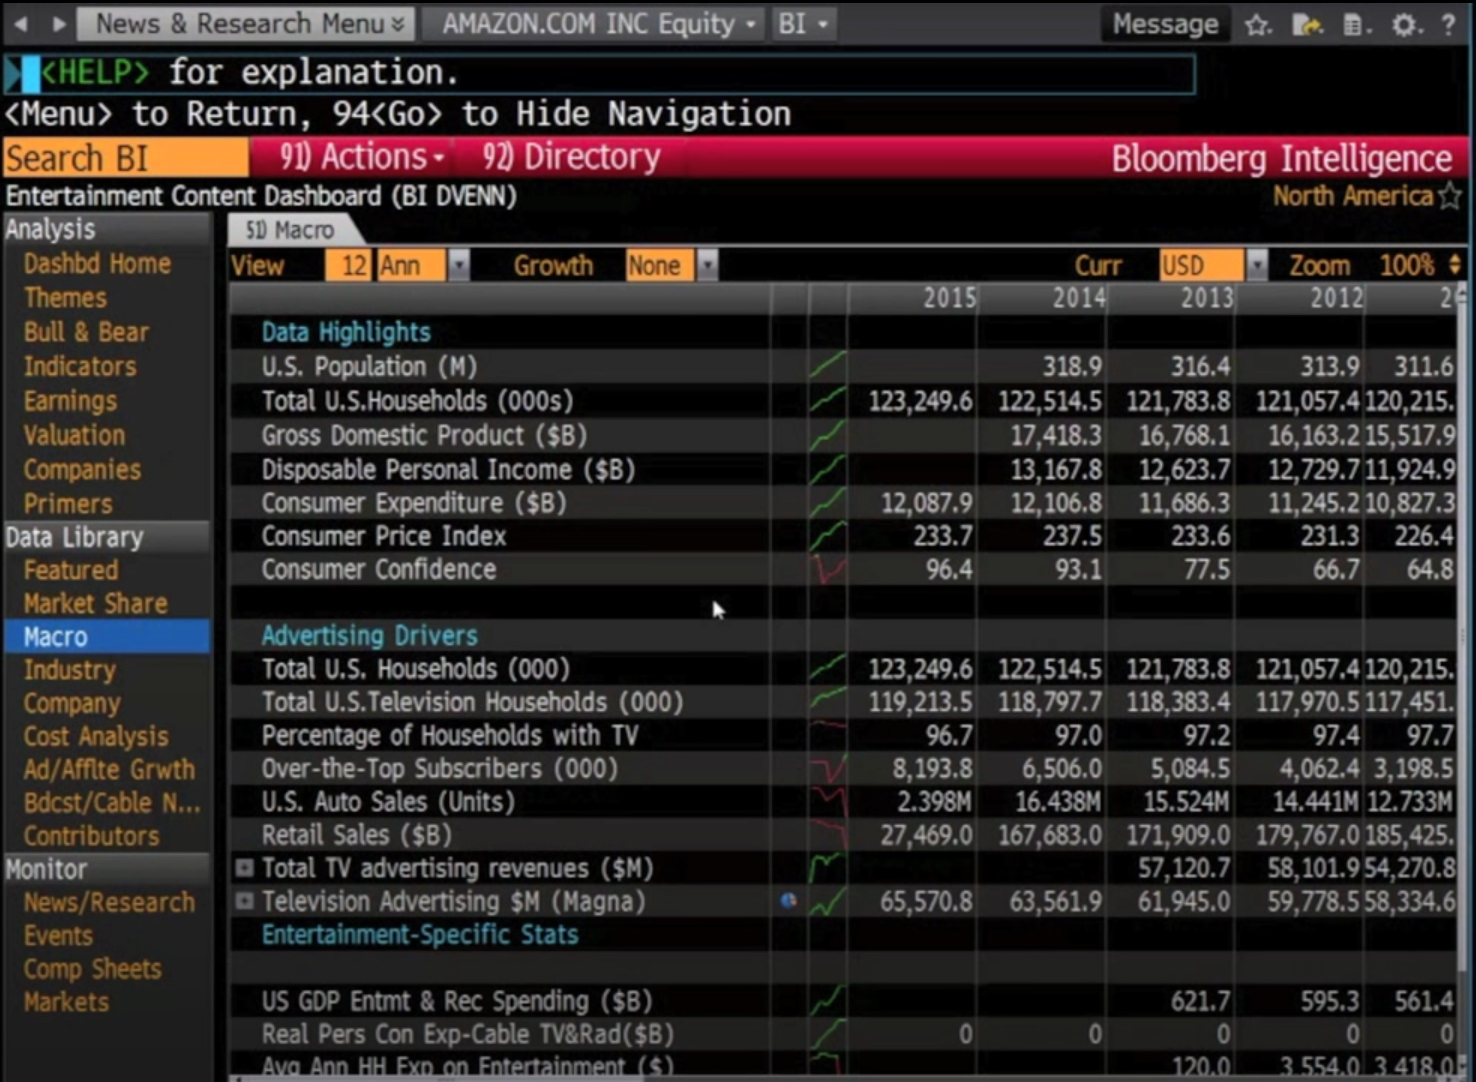 News & Research Menu AMAZON.COM INC Equity BI Message ?
<HELP> for explanation.
<Menu> to Return, 94<Go> to Hide Navigation
Search BI 91) Actions 92) Directory Bloomberg Intelligence
Entertainment Content Dashboard (BI DVENN) North America
Analysis 51) Macro
Dashbd Home View 12 Ann Growth None Curr USD Zoom 100%
Themes 2015 2014 2013 2012
Bull & Bear Data Highlights
Indicators U.S. Population (M) 318.9 316.4 313.9 311.6
Earnings Total U.S.Households (000s) 123,249.6 122,514.5 121,783.8 121,057.4 120,215.
Valuation Gross Domestic Product ($B) 17,418.3 16,768.1 16,163.2 15,517.9
Companies Disposable Personal Income ($B) 13,167.8 12,623.7 12,729.7 11,924.9
Primers Consumer Expenditure ($B) 12,087.9 12,106.8 11,686.3 11,245.2 10,827.3
Data Library Consumer Price Index 233.7 237.5 233.6 231.3 226.4
Featured Consumer Confidence 96.4 93.1 77.5 66.7 64.8
Market Share
Macro Advertising Drivers
Industry Total U.S. Households (000) 123,249.6 122,514.5 121,783.8 121,057.4 120,215.
Company Total U.S.Television Households (000) 119,213.5 118,797.7 118,383.4 117,970.5 117,451.
Cost Analysis Percentage of Households with TV 96.7 97.0 97.2 97.4 97.7
Ad/Afflte Grwth Over-the-Top Subscribers (000) 8,193.8 6,506.0 5,084.5 4,062.4 3,198.5
Bdcst/Cable N... U.S. Auto Sales (Units) 2.398M 16.438M 15.524M 14.441M 12.733M
Contributors Retail Sales ($B) 27,469.0 167,683.0 171,909.0 179,767.0 185,425.
Monitor Total TV advertising revenues ($M) 57,120.7 58,101.9 54,270.8
News/Research Television Advertising $M (Magna) 65,570.8 63,561.9 61,945.0 59,778.5 58,334.6
Events Entertainment-Specific Stats
Comp Sheets
Markets US GDP Entmt & Rec Spending ($B) 621.7 595.3 561.4
Real Pers Con Exp-Cable TV&Rad($B) 0 0 0 0 0
Avg Ann HH Exp on Entertainment ($) 120.0 3,554.0 3,418.0